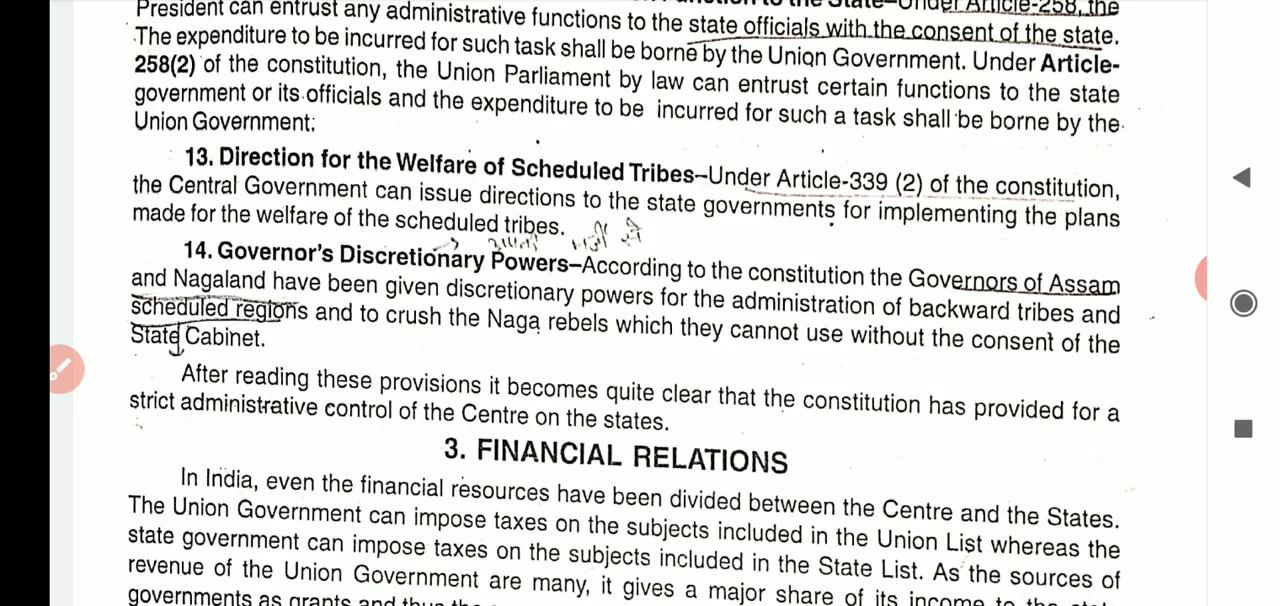 President can entrust any administrative functions to the state officials with the consent of the state.
The expenditure to be incurred for such task shall be borne by the Union Government. Under Article-
258(2) of the constitution, the Union Parliament by law can entrust certain functions to the state
government or its officials and the expenditure to be incurred for such a task shall be borne by the
Union Government.
13. Direction for the Welfare of Scheduled Tribes–Under Article-339 (2) of the constitution,
the Central Government can issue directions to the state governments for implementing the plans
made for the welfare of the scheduled tribes.
14. Governor's Discretionary Powers–According to the constitution the Governors of Assam
and Nagaland have been given discretionary powers for the administration of backward tribes and
scheduled regions and to crush the Naga rebels which they cannot use without the consent of the
State Cabinet.
After reading these provisions it becomes quite clear that the constitution has provided for a
strict administrative control of the Centre on the states.
3. FINANCIAL RELATIONS
In India, even the financial resources have been divided between the Centre and the States.
The Union Government can impose taxes on the subjects included in the Union List whereas the
state government can impose taxes on the subjects included in the State List. As the sources of
revenue of the Union Government are many, it gives a major share of its income to the
governments as grants and thus